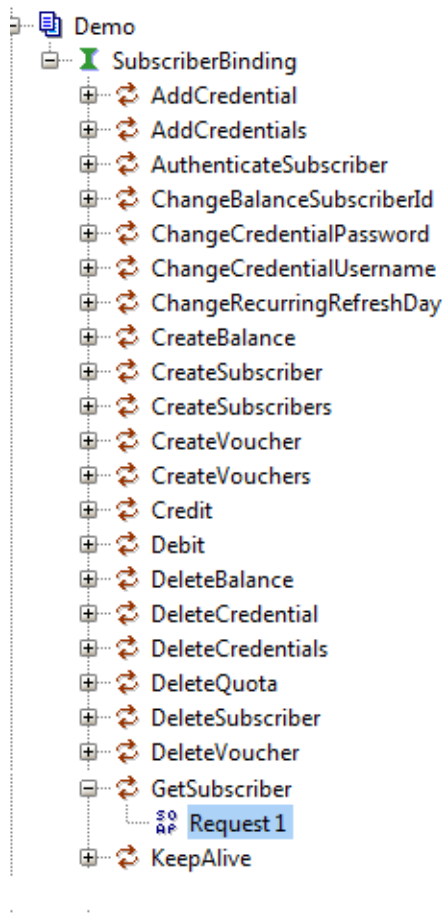 Demo
SubscriberBinding
AddCredential
AddCredentials
AuthenticateSubscriber
ChangeBalanceSubscriberId
ChangeCredentialPassword
ChangeCredentialUsername
ChangeRecurringRefreshDay
CreateBalance
CreateSubscriber
CreateSubscribers
CreateVoucher
CreateVouchers
Credit
Debit
DeleteBalance
DeleteCredential
DeleteCredentials
DeleteQuota
DeleteSubscriber
DeleteVoucher
GetSubscriber
SOAP Request 1
KeepAlive